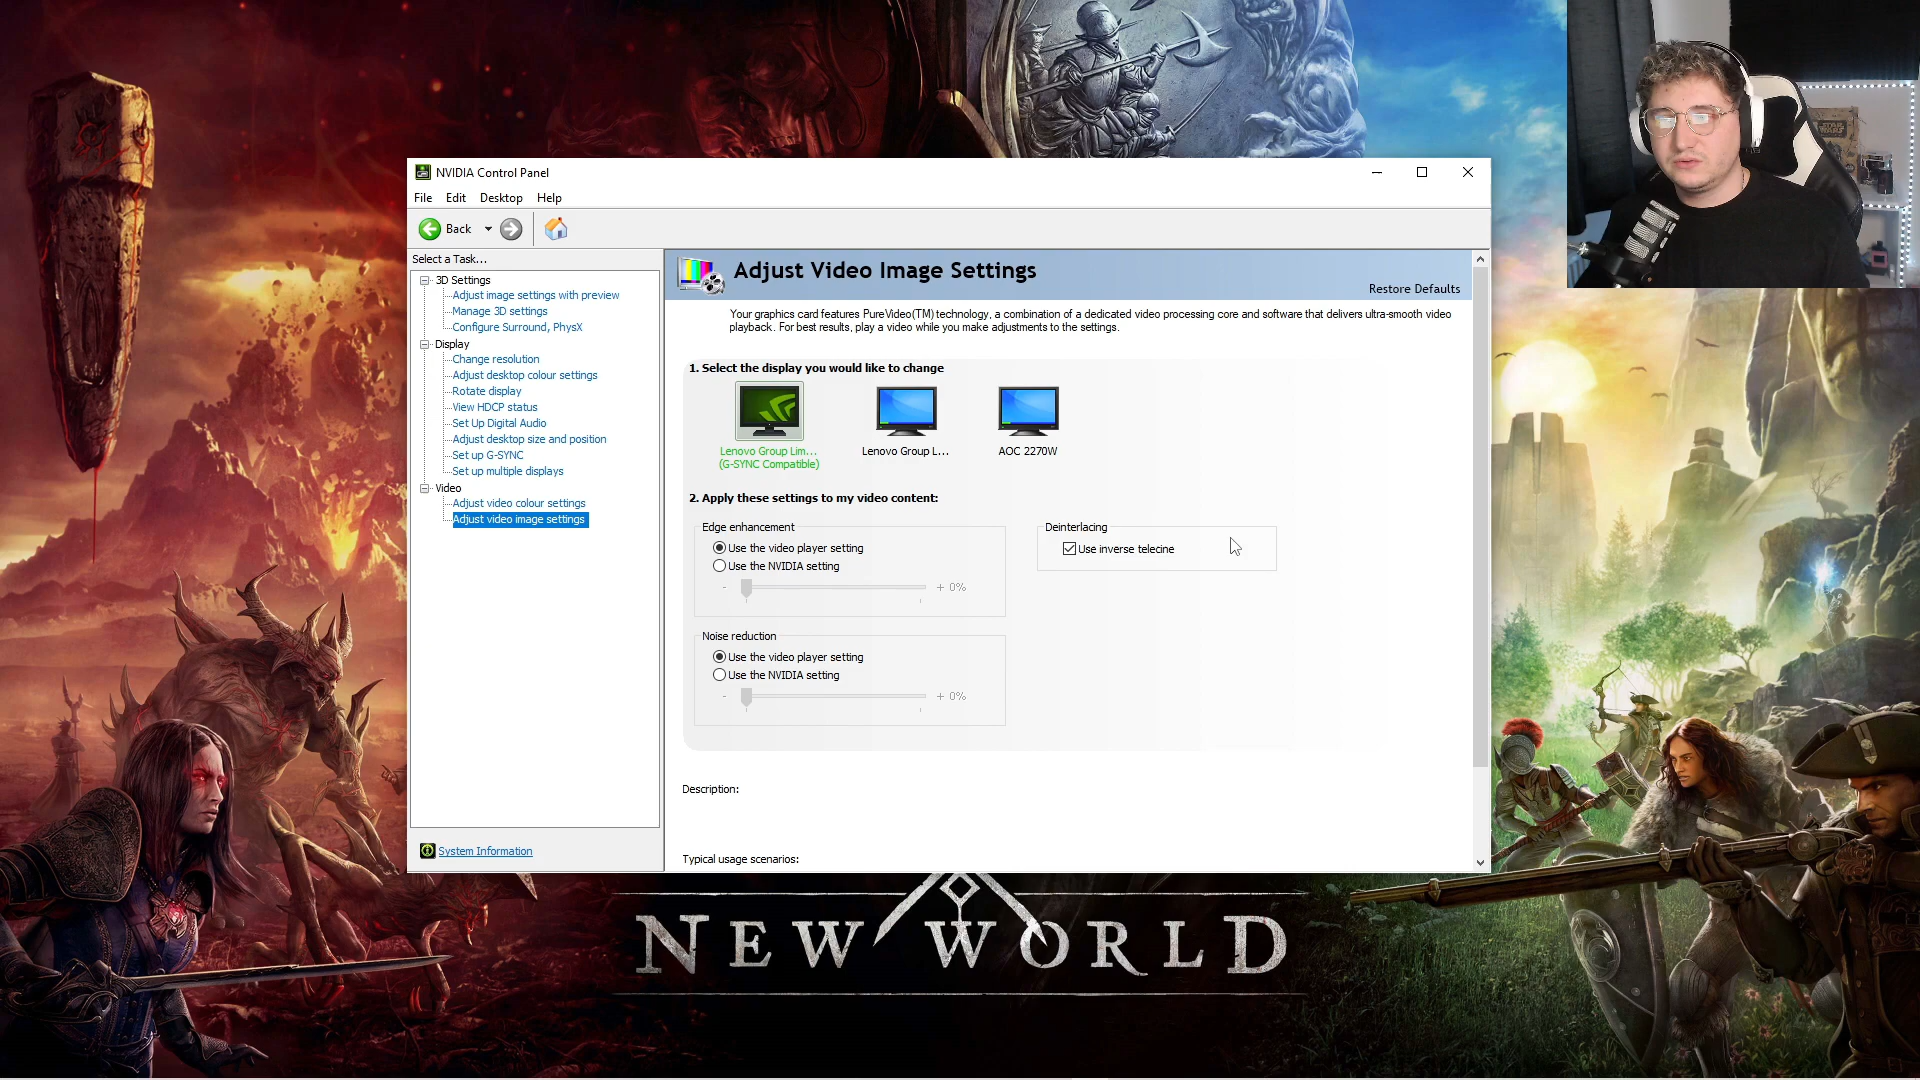 NVIDIA Control Panel
File Edit Desktop Help
Back
Select a Task...
3D Settings
Adjust image settings with preview
Manage 3D settings
Configure Surround, PhysX
Display
Change resolution
Adjust desktop colour settings
Rotate display
View HDCP status
Set Up Digital Audio
Adjust desktop size and position
Set up G-SYNC
Set up multiple displays
Video
Adjust video colour settings
Adjust video image settings
System Information
Adjust Video Image Settings
Restore Defaults
Your graphics card features PureVideo(TM) technology, a combination of a dedicated video processing core and software that delivers ultra-smooth video
playback. For best results, play a video while you make adjustments to the settings.
1. Select the display you would like to change
Lenovo Group Lim...
(G-SYNC Compatible)
Lenovo Group L...
AOC 2270W
2. Apply these settings to my video content:
Edge enhancement
Use the video player setting
Use the NVIDIA setting
- + 0%
Deinterlacing
Use inverse telecine
Noise reduction
Use the video player setting
Use the NVIDIA setting
- + 0%
Description:
Typical usage scenarios:
NEW WORLD
STAR WARS